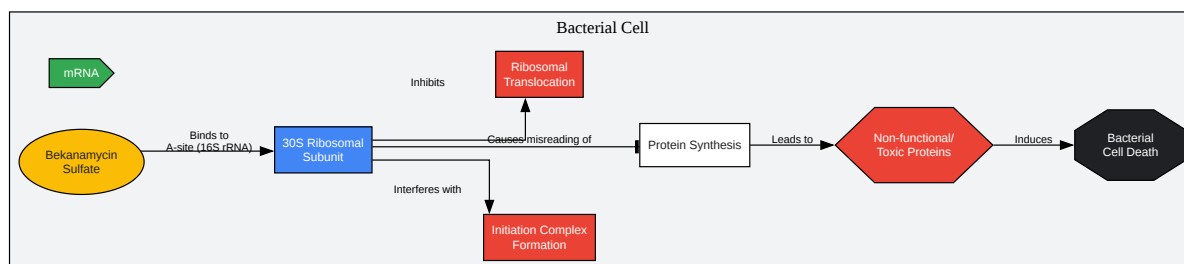 Bacterial Cell
mRNA
Ribosomal
Translocation
Inhibits
Bekanamycin
Sulfate
Binds to
A-site (16S rRNA)
30S Ribosomal
Subunit
Causes misreading of
Protein Synthesis
Leads to
Non-functional/
Toxic Proteins
Induces
Bacterial
Cell Death
Interferes with
Initiation Complex
Formation